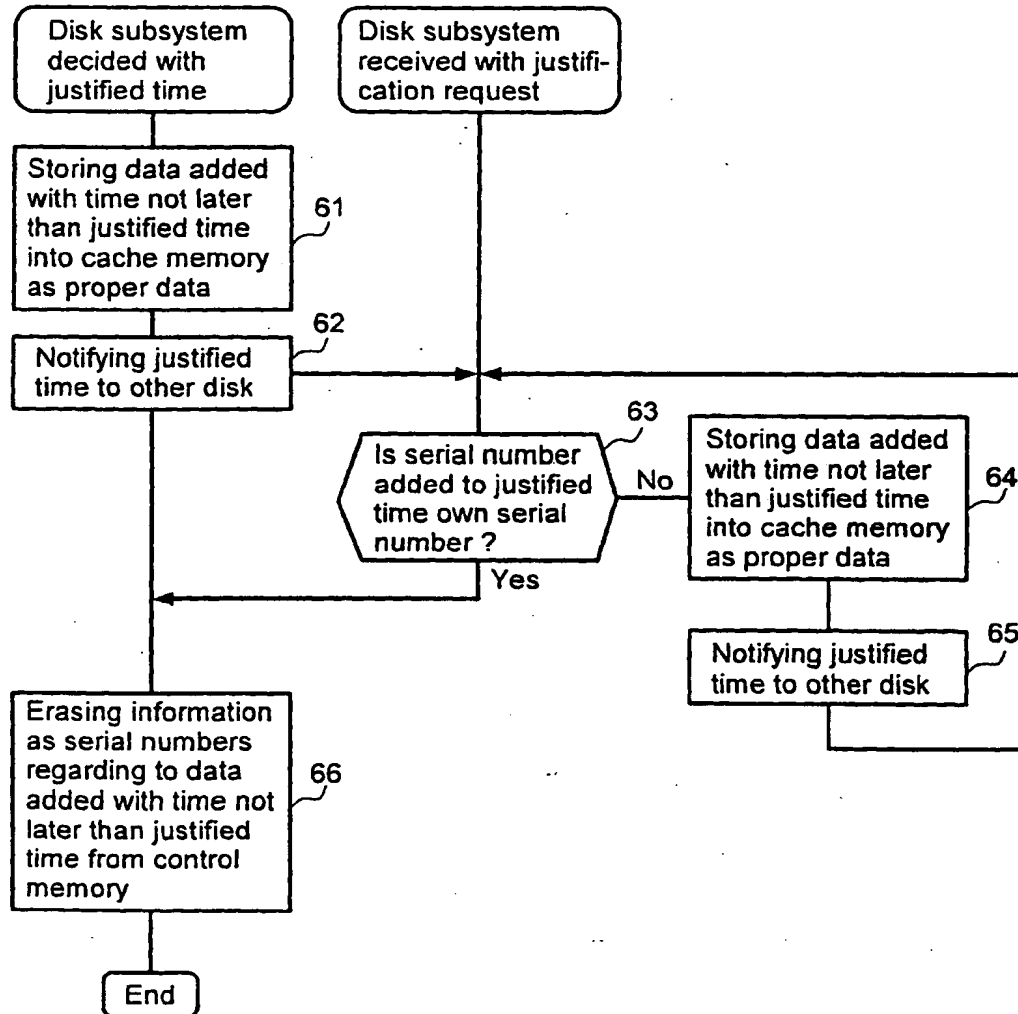 Disk subsystem
decided with
justified time
Disk subsystem
received with justifi-
cation request
Storing data added
with time not later
than justified time
into cache memory
as proper data
61
Notifying justified
time to other disk
62
Is serial number
added to justified
time own serial
number ?
63
No
Yes
Storing data added
with time not later
than justified time
into cache memory
as proper data
64
Notifying justified
time to other disk
65
Erasing information
as serial numbers
regarding to data
added with time not
later than justified
time from control
memory
66
End